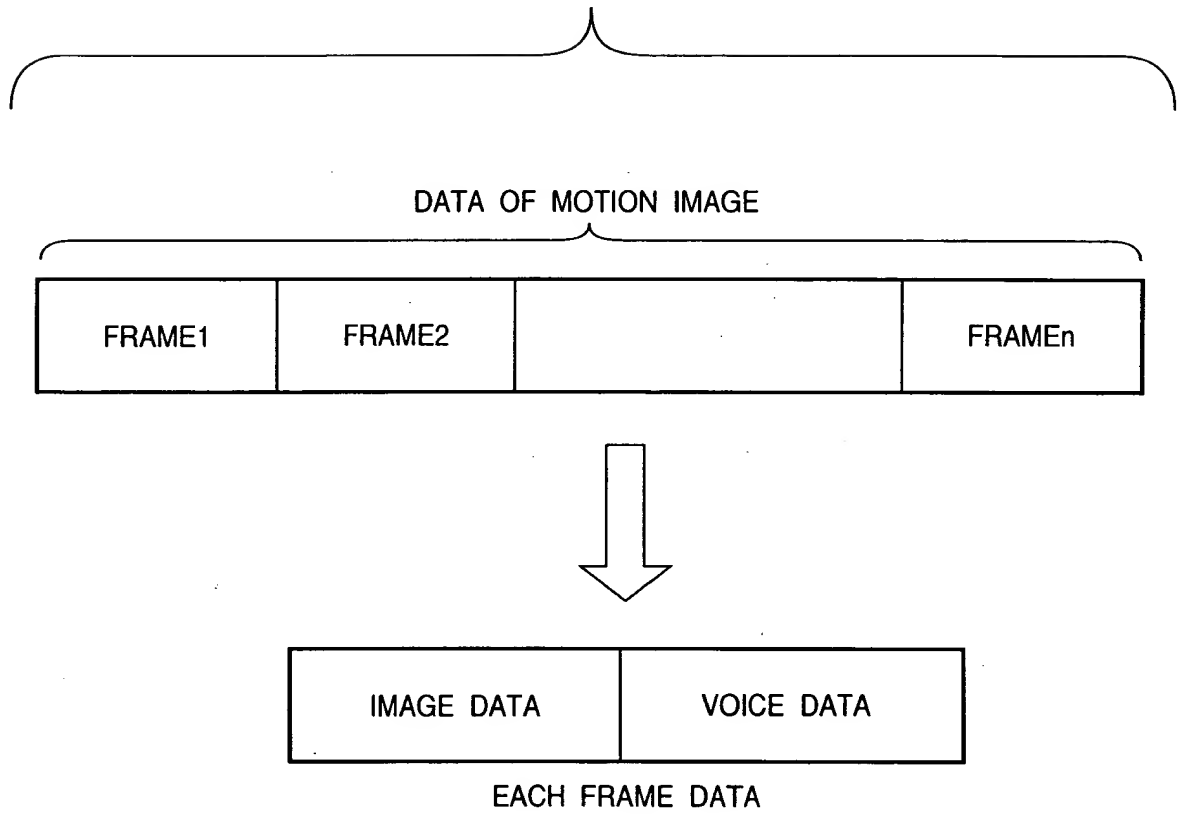 DATA OF MOTION IMAGE
FRAME1 FRAME2 FRAMEn
IMAGE DATA VOICE DATA
EACH FRAME DATA